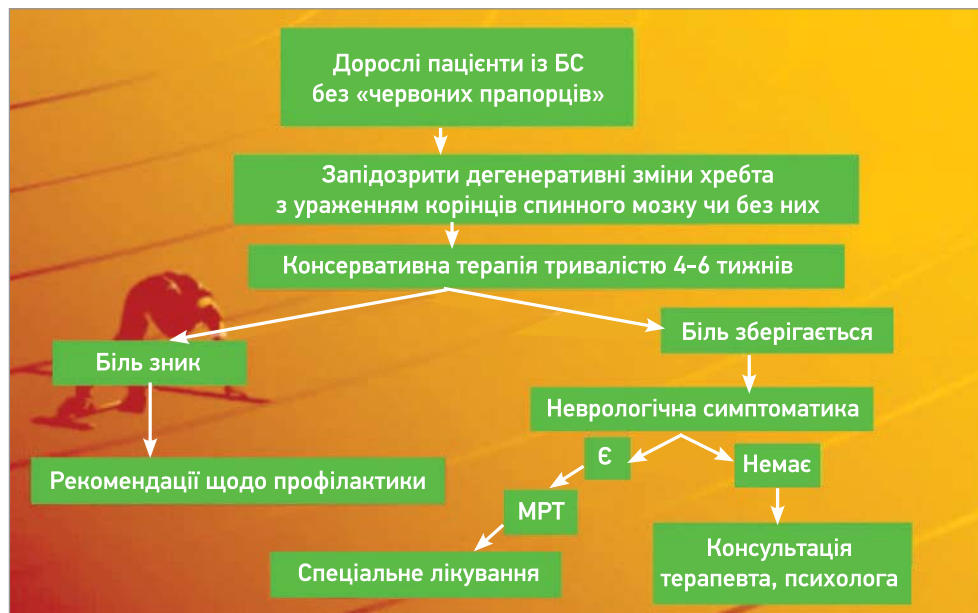 Дорослі пацієнти із БС
без «червоних прапорців»
Запідозрити дегенеративні зміни хребта
з ураженням корінців спинного мозку чи без них
Консервативна терапія тривалістю 4–6 тижнів
Біль зник
Біль зберігається
Рекомендації щодо профілактики
Неврологічна симптоматика
Є
Немає
МРТ
Спеціальне лікування
Консультація
терапевта, психолога